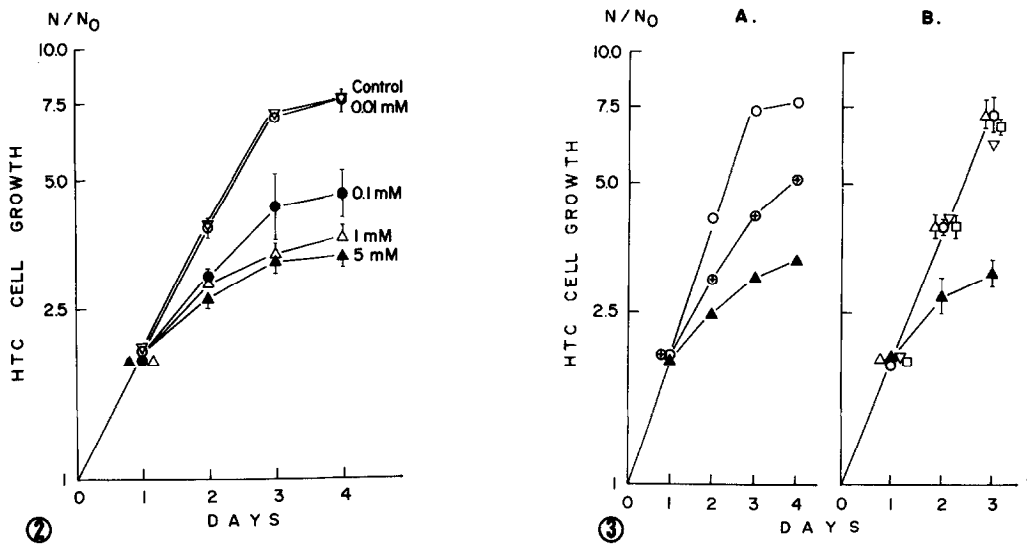 N/N0
10.0
7.5
5.0
2.5
1
HTC CELL GROWTH
Control
0.01 mM
0.1 mM
1 mM
5 mM
0 1 2 3 4
DAYS
2
N/N0
A.
B.
10.0
7.5
5.0
2.5
1
HTC CELL GROWTH
0 1 2 3 4
0 1 2 3
DAYS
3